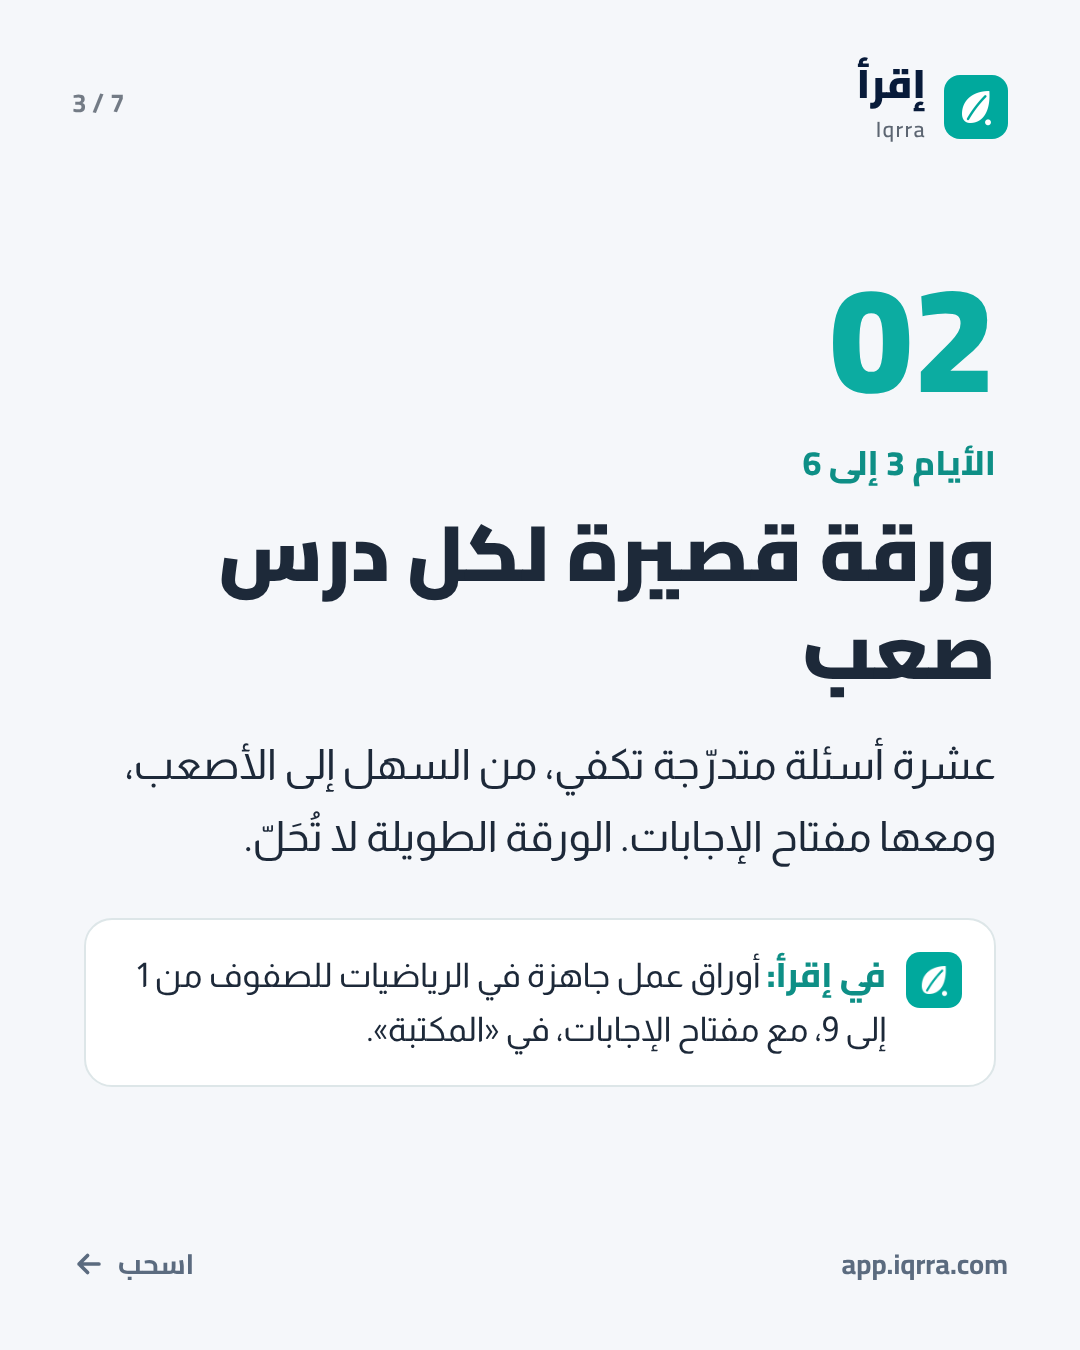 إقرأ
Iqrra
3 / 7
02
الأيام 3 إلى 6
ورقة قصيرة لكل درس
صعب
عشرة أسئلة متدرّجة تكفي، من السهل إلى الأصعب،
ومعها مفتاح الإجابات. الورقة الطويلة لا تُحَلّ.
في إقرأ: أوراق عمل جاهزة في الرياضيات للصفوف من 1
إلى 9، مع مفتاح الإجابات، في «المكتبة».
app.iqrra.com
اسحب ←